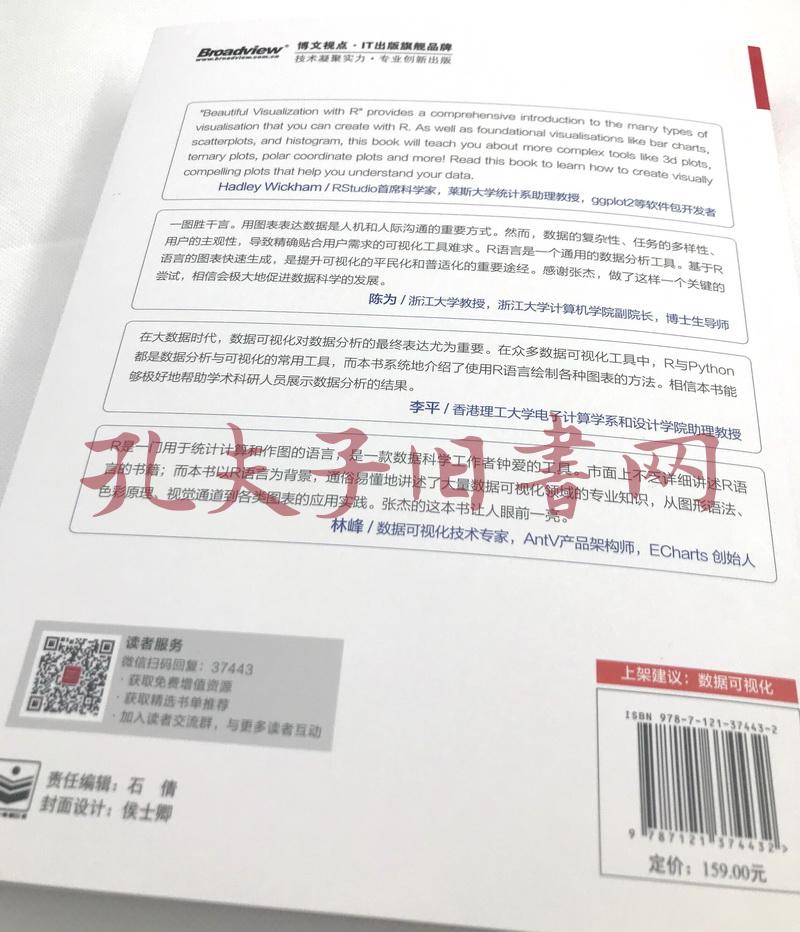 Broadview®
www.broadview.com.cn
博文视点·IT出版旗舰品牌
技术凝聚实力·专业创新出版
"Beautiful Visualization with R" provides a comprehensive introduction to the many types of
visualisation that you can create with R. As well as foundational visualisations like bar charts,
scatterplots, and histogram, this book will teach you about more complex tools like 3d plots,
ternary plots, polar coordinate plots and more! Read this book to learn how to create visually
compelling plots that help you understand your data.
Hadley Wickham / RStudio首席科学家，莱斯大学统计系助理教授，ggplot2等软件包开发者
一图胜千言。用图表表达数据是人机和人际沟通的重要方式。然而，数据的复杂性、任务的多样性、
用户的主观性，导致精确贴合用户需求的可视化工具难求。R语言是一个通用的数据分析工具。基于R
语言的图表快速生成，是提升可视化的平民化和普适化的重要途经。感谢张杰，做了这样一个关键的
尝试，相信会极大地促进数据科学的发展。
陈为 / 浙江大学教授，浙江大学计算机学院副院长，博士生导师
在大数据时代，数据可视化对数据分析的最终表达尤为重要。在众多数据可视化工具中，R与Python
都是数据分析与可视化的常用工具，而本书系统地介绍了使用R语言绘制各种图表的方法。相信本书能
够极好地帮助学术科研人员展示数据分析的结果。
李平 / 香港理工大学电子计算学系和设计学院助理教授
R是一门用于统计计算和作图的语言，是一款数据科学工作者钟爱的工具。市面上不乏详细讲述R语
言的书籍；而本书以R语言为背景，通俗易懂地讲述了大量数据可视化领域的专业知识，从图形语法、
色彩原理、视觉通道到各类图表的应用实践。张杰的这本书让人眼前一亮。
林峰 / 数据可视化技术专家，AntV产品架构师，ECharts 创始人
孔夫子旧书网
读者服务
微信扫码回复：37443
· 获取免费增值资源
· 获取精选书单推荐
· 加入读者交流群，与更多读者互动
责任编辑：石 倩
封面设计：侯士卿
上架建议：数据可视化
ISBN 978-7-121-37443-2
9 787121 374432 >
定价：159.00元